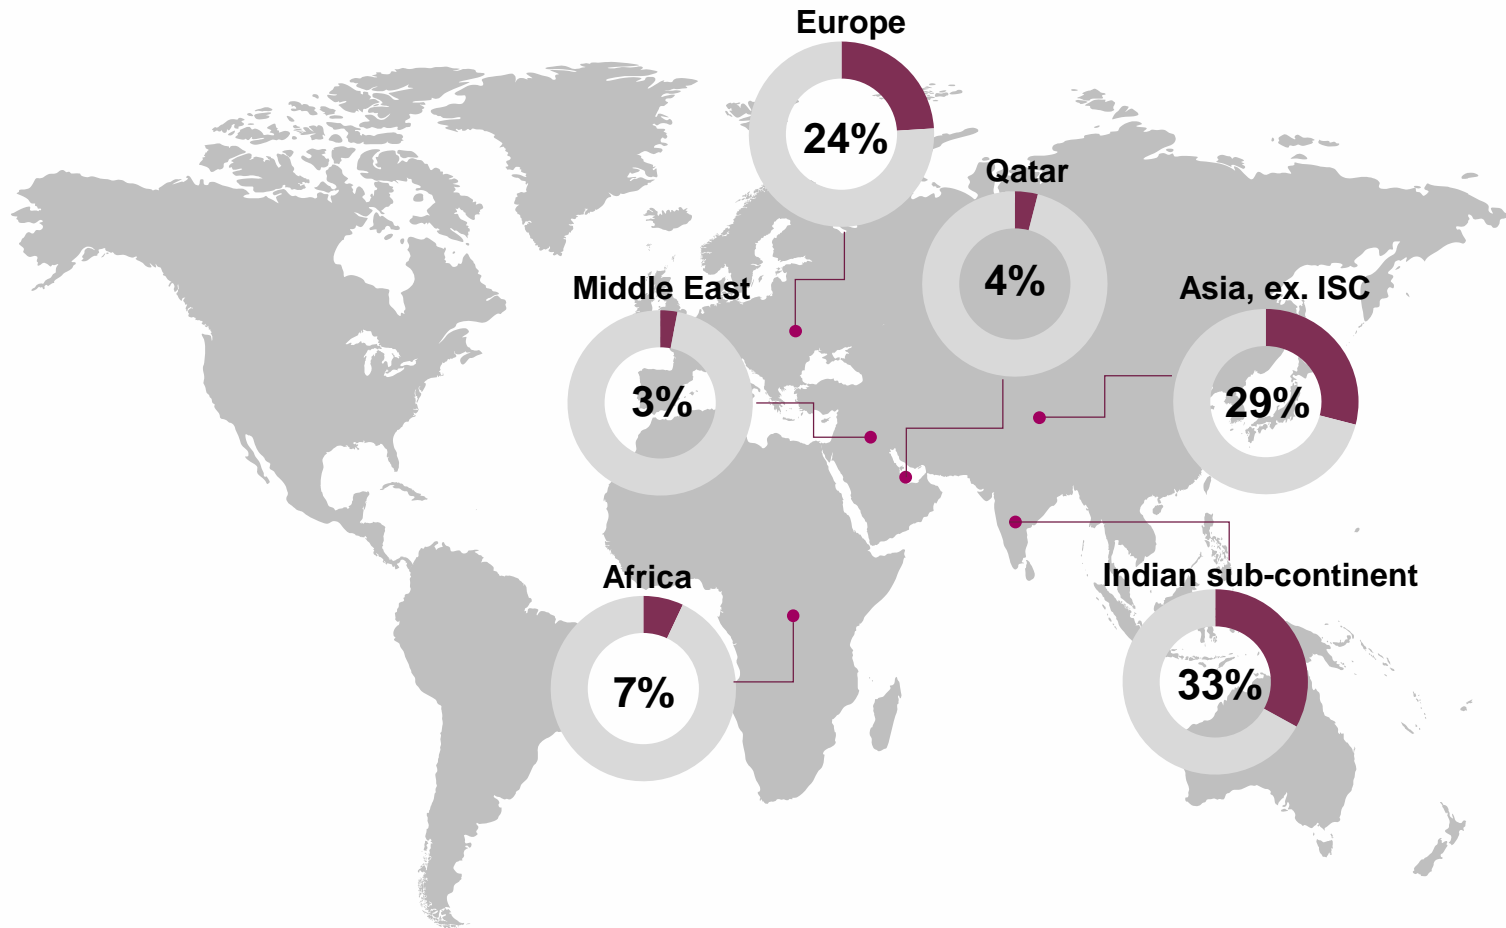 Europe
24%
Qatar
4%
Middle East
3%
Asia, ex. ISC
29%
Africa
7%
Indian sub-continent
33%